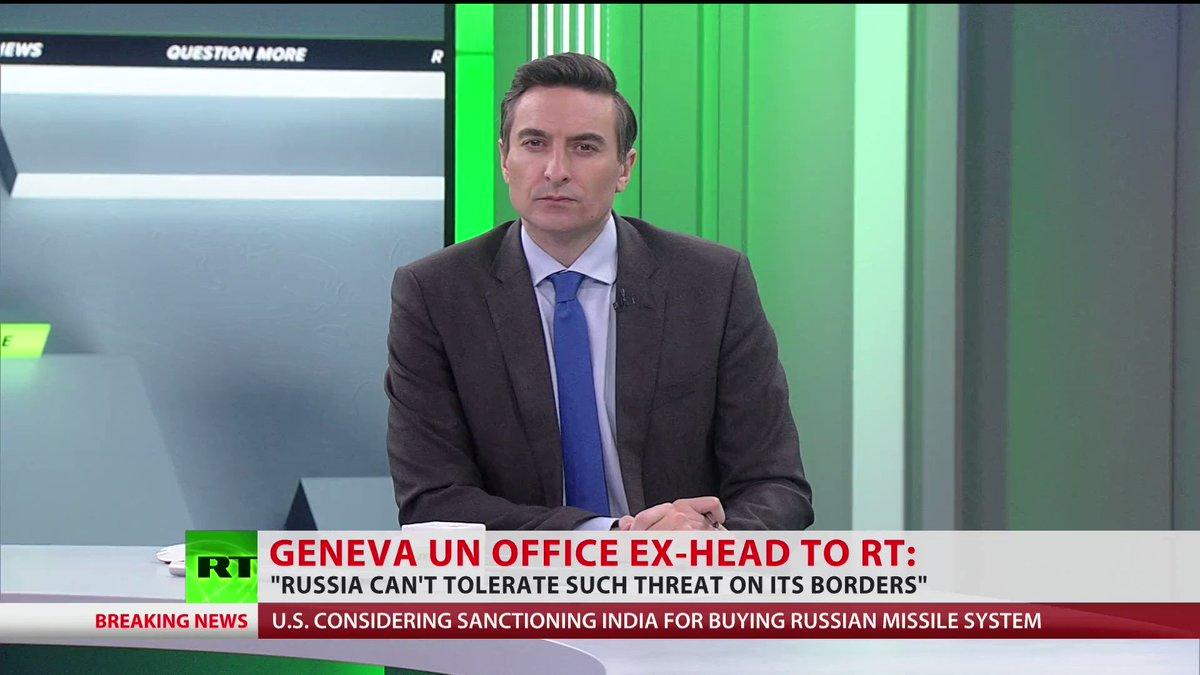 IEWS QUESTION MORE R
E
RT
GENEVA UN OFFICE EX-HEAD TO RT:
"RUSSIA CAN'T TOLERATE SUCH THREAT ON ITS BORDERS"
BREAKING NEWS U.S. CONSIDERING SANCTIONING INDIA FOR BUYING RUSSIAN MISSILE SYSTEM